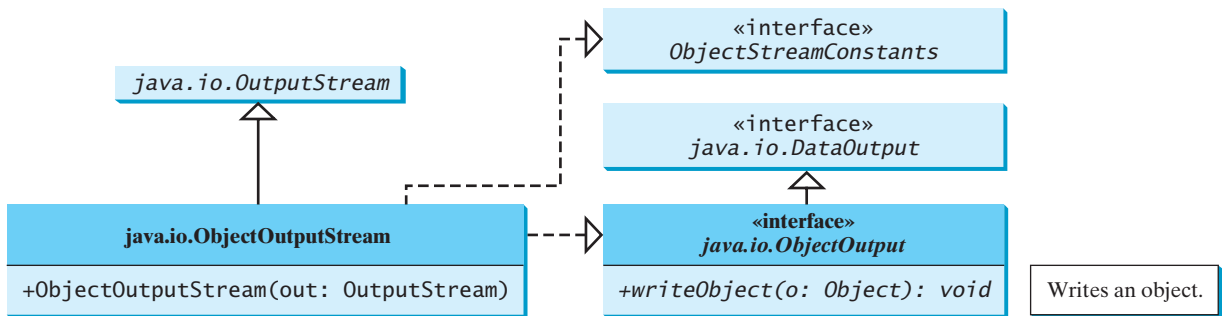 «interface»
ObjectStreamConstants
java.io.OutputStream
«interface»
java.io.DataOutput
java.io.ObjectOutputStream
+ObjectOutputStream(out: OutputStream)
«interface»
java.io.ObjectOutput
+writeObject(o: Object): void
Writes an object.